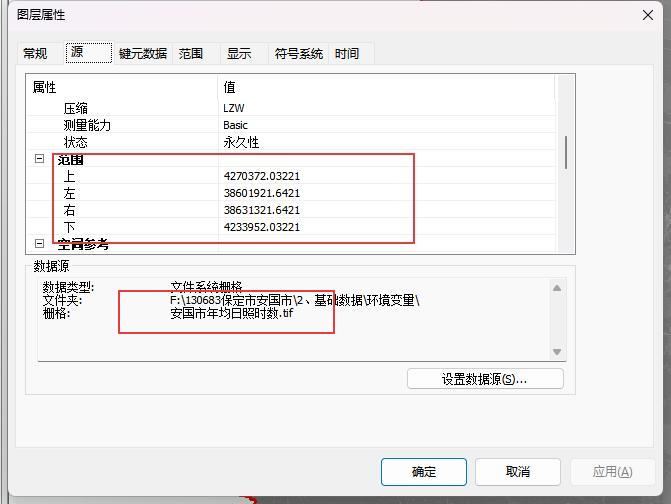 图层属性
常规 源 键元数据 范围 显示 符号系统 时间
属性 值
压缩 LZW
测量能力 Basic
状态 永久性
范围
上 4270372.03221
左 38601921.6421
右 38631321.6421
下 4233952.03221
空间参考
数据源
数据类型: 文件系统栅格
文件夹: F:\130683保定市安国市\2、基础数据\环境变量\
栅格: 安国市年均日照时数.tif
设置数据源(S)...
确定 取消 应用(A)